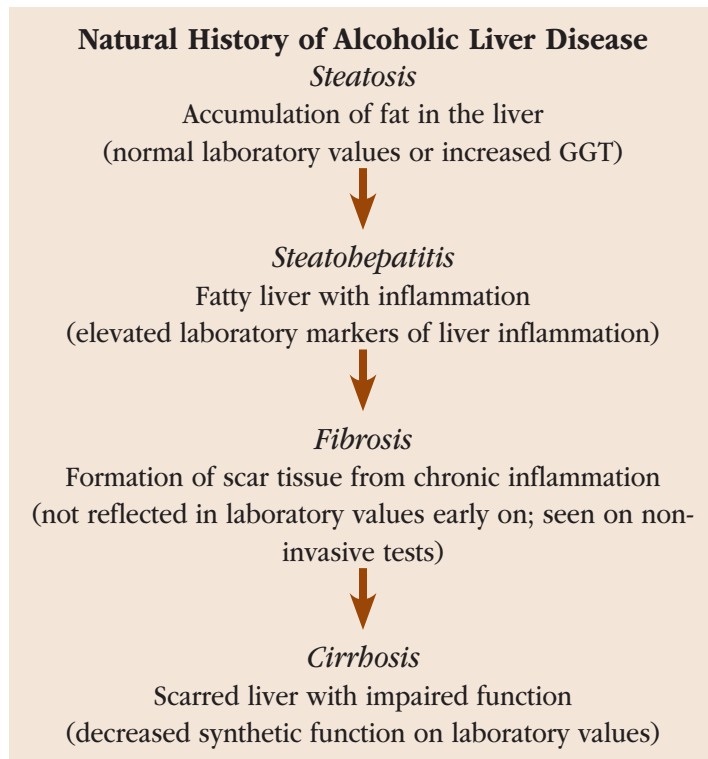 Natural History of Alcoholic Liver Disease
Steatosis
Accumulation of fat in the liver
(normal laboratory values or increased GGT)
Steatohepatitis
Fatty liver with inflammation
(elevated laboratory markers of liver inflammation)
Fibrosis
Formation of scar tissue from chronic inflammation
(not reflected in laboratory values early on; seen on non-
invasive tests)
Cirrhosis
Scarred liver with impaired function
(decreased synthetic function on laboratory values)